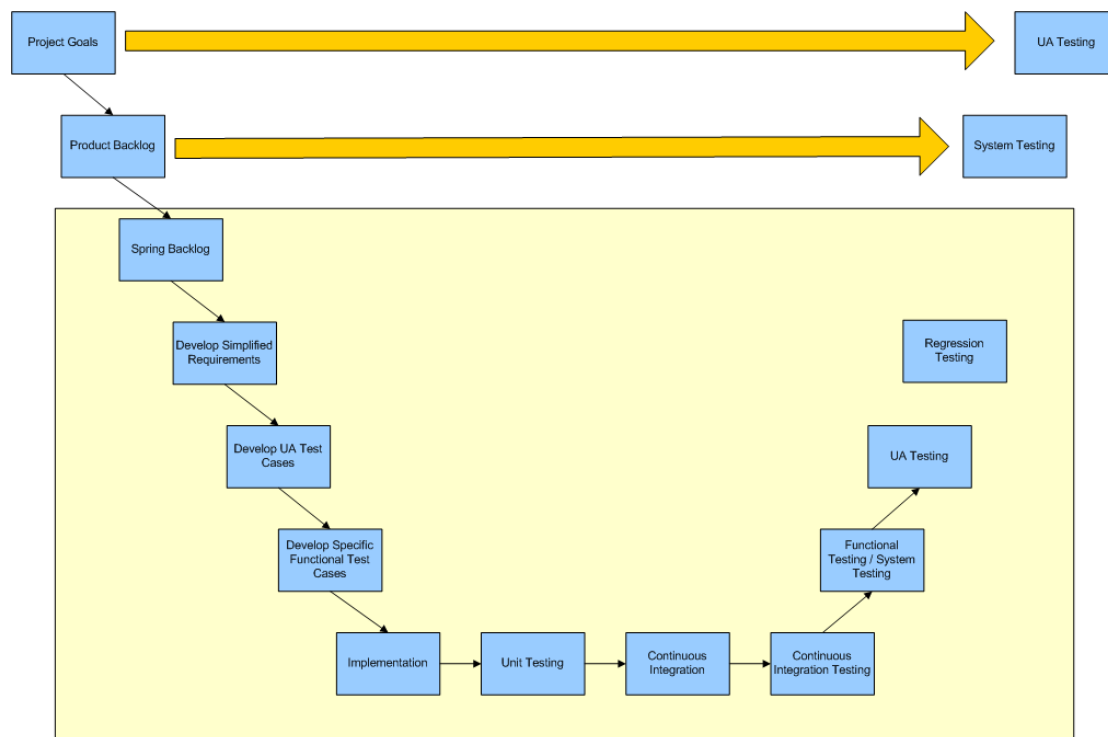 Project Goals
UA Testing
Product Backlog
System Testing
Spring Backlog
Develop Simplified
Requirements
Regression
Testing
Develop UA Test
Cases
UA Testing
Develop Specific
Functional Test
Cases
Functional
Testing / System
Testing
Implementation
Unit Testing
Continuous
Integration
Continuous
Integration Testing